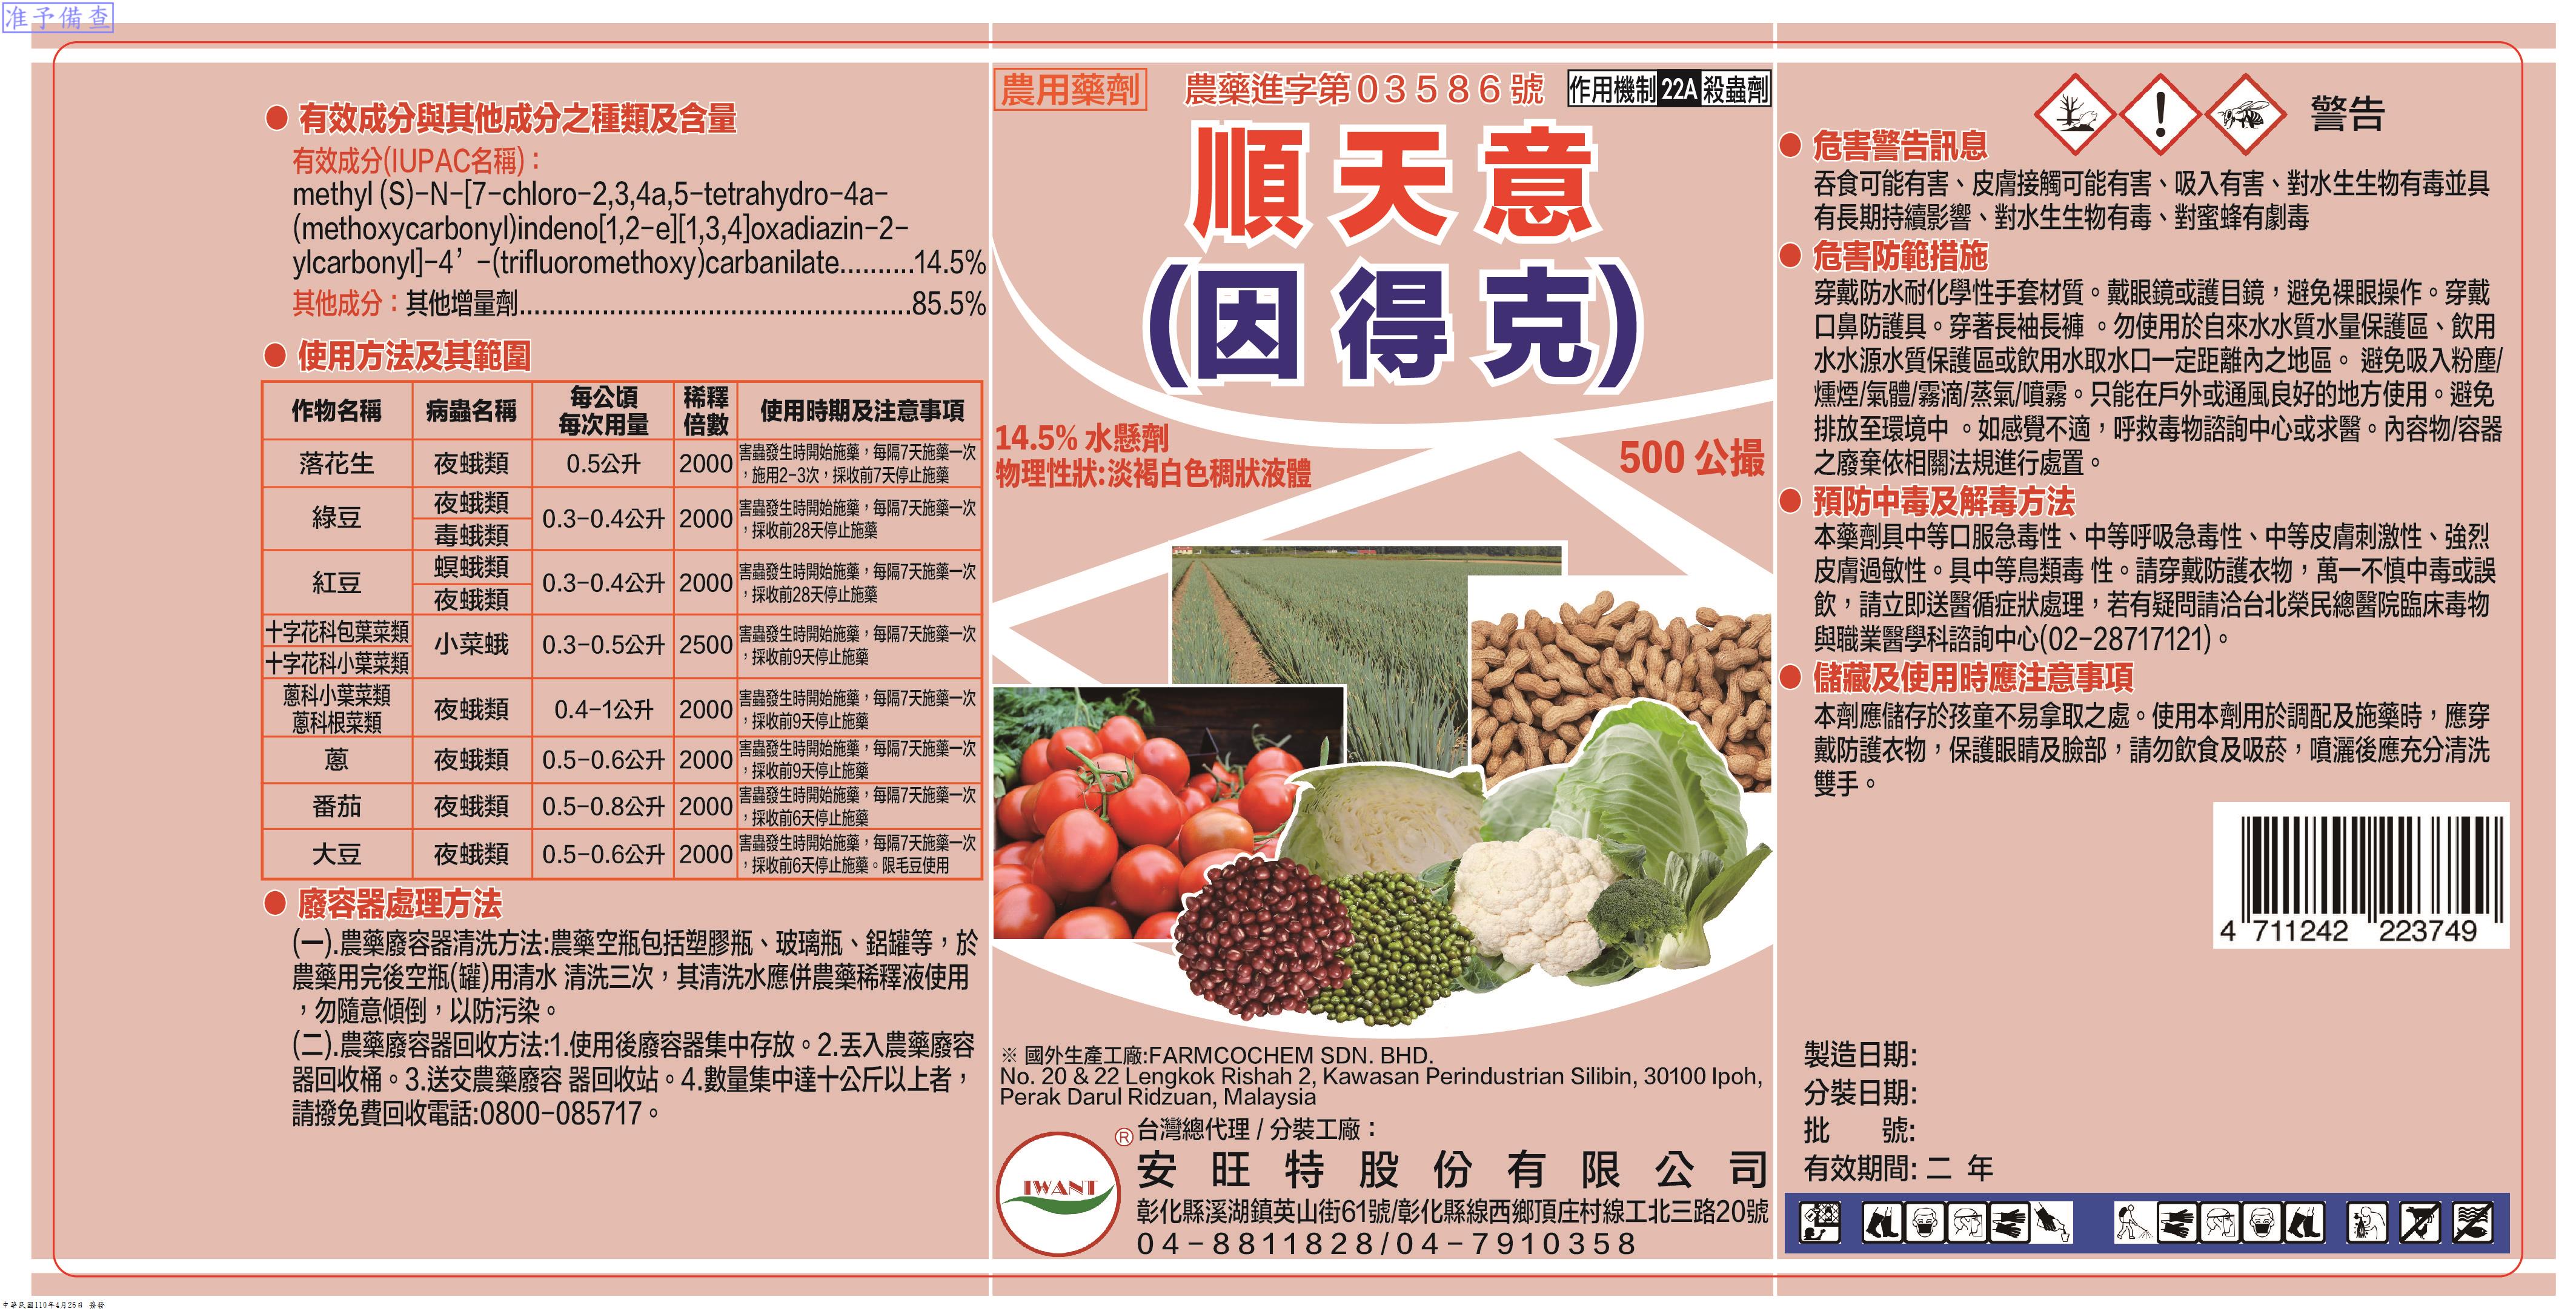 准予備查
● 有效成分與其他成分之種類及含量
有效成分(IUPAC名稱)：
methyl (S)-N-[7-chloro-2,3,4a,5-tetrahydro-4a-
(methoxycarbonyl)indeno[1,2-e][1,3,4]oxadiazin-2-
ylcarbonyl]-4’-(trifluoromethoxy)carbanilate..........14.5%
其他成分：其他增量劑....................................................85.5%
● 使用方法及其範圍
作物名稱 病蟲名稱 每公頃每次用量 稀釋倍數 使用時期及注意事項
落花生 夜蛾類 0.5公升 2000 害蟲發生時開始施藥，每隔7天施藥一次，施用2-3次，採收前7天停止施藥
綠豆 夜蛾類 毒蛾類 0.3-0.4公升 2000 害蟲發生時開始施藥，每隔7天施藥一次，採收前28天停止施藥
紅豆 螟蛾類 夜蛾類 0.3-0.4公升 2000 害蟲發生時開始施藥，每隔7天施藥一次，採收前28天停止施藥
十字花科包葉菜類 十字花科小葉菜類 小菜蛾 0.3-0.5公升 2500 害蟲發生時開始施藥，每隔7天施藥一次，採收前9天停止施藥
蔥科小葉菜類 蔥科根菜類 夜蛾類 0.4-1公升 2000 害蟲發生時開始施藥，每隔7天施藥一次，採收前9天停止施藥
蔥 夜蛾類 0.5-0.6公升 2000 害蟲發生時開始施藥，每隔7天施藥一次，採收前9天停止施藥
番茄 夜蛾類 0.5-0.8公升 2000 害蟲發生時開始施藥，每隔7天施藥一次，採收前6天停止施藥
大豆 夜蛾類 0.5-0.6公升 2000 害蟲發生時開始施藥，每隔7天施藥一次，採收前6天停止施藥。限毛豆使用
● 廢容器處理方法
(一).農藥廢容器清洗方法:農藥空瓶包括塑膠瓶、玻璃瓶、鋁罐等，於
農藥用完後空瓶(罐)用清水 清洗三次，其清洗水應併農藥稀釋液使用
，勿隨意傾倒，以防污染。
(二).農藥廢容器回收方法:1.使用後廢容器集中存放。2.丟入農藥廢容
器回收桶。3.送交農藥廢容 器回收站。4.數量集中達十公斤以上者，
請撥免費回收電話:0800-085717。
農用藥劑 農藥進字第03586號 作用機制 22A 殺蟲劑
順天意
(因得克)
14.5% 水懸劑
物理性狀:淡褐白色稠狀液體
500 公撮
※ 國外生產工廠:FARMCOCHEM SDN. BHD.
No. 20 & 22 Lengkok Rishah 2, Kawasan Perindustrian Silibin, 30100 Ipoh,
Perak Darul Ridzuan, Malaysia
IWANT ®
台灣總代理 / 分裝工廠：
安旺特股份有限公司
彰化縣溪湖鎮英山街61號/彰化縣線西鄉頂庄村線工北三路20號
04-8811828/04-7910358
警告
● 危害警告訊息
吞食可能有害、皮膚接觸可能有害、吸入有害、對水生生物有毒並具
有長期持續影響、對水生生物有毒、對蜜蜂有劇毒
● 危害防範措施
穿戴防水耐化學性手套材質。戴眼鏡或護目鏡，避免裸眼操作。穿戴
口鼻防護具。穿著長袖長褲 。勿使用於自來水水質水量保護區、飲用
水水源水質保護區或飲用水取水口一定距離內之地區。 避免吸入粉塵/
燻煙/氣體/霧滴/蒸氣/噴霧。只能在戶外或通風良好的地方使用。避免
排放至環境中 。如感覺不適，呼救毒物諮詢中心或求醫。內容物/容器
之廢棄依相關法規進行處置。
● 預防中毒及解毒方法
本藥劑具中等口服急毒性、中等呼吸急毒性、中等皮膚刺激性、強烈
皮膚過敏性。具中等鳥類毒 性。請穿戴防護衣物，萬一不慎中毒或誤
飲，請立即送醫循症狀處理，若有疑問請洽台北榮民總醫院臨床毒物
與職業醫學科諮詢中心(02-28717121)。
● 儲藏及使用時應注意事項
本劑應儲存於孩童不易拿取之處。使用本劑用於調配及施藥時，應穿
戴防護衣物，保護眼睛及臉部，請勿飲食及吸菸，噴灑後應充分清洗
雙手。
4 711242 223749
製造日期:
分裝日期:
批 號:
有效期間: 二 年
中華民國110年4月26日 簽發